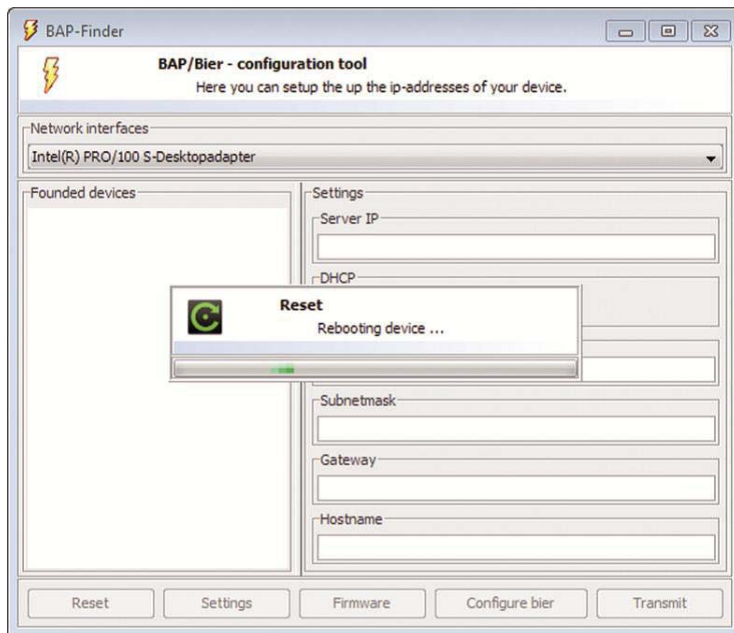 BAP-Finder
BAP/Bier - configuration tool
Here you can setup the up the ip-addresses of your device.
Network interfaces
Intel(R) PRO/100 S-Desktopadapter
Founded devices
Settings
Server IP
DHCP
Reset
Rebooting device ...
Subnetmask
Gateway
Hostname
Reset
Settings
Firmware
Configure bier
Transmit